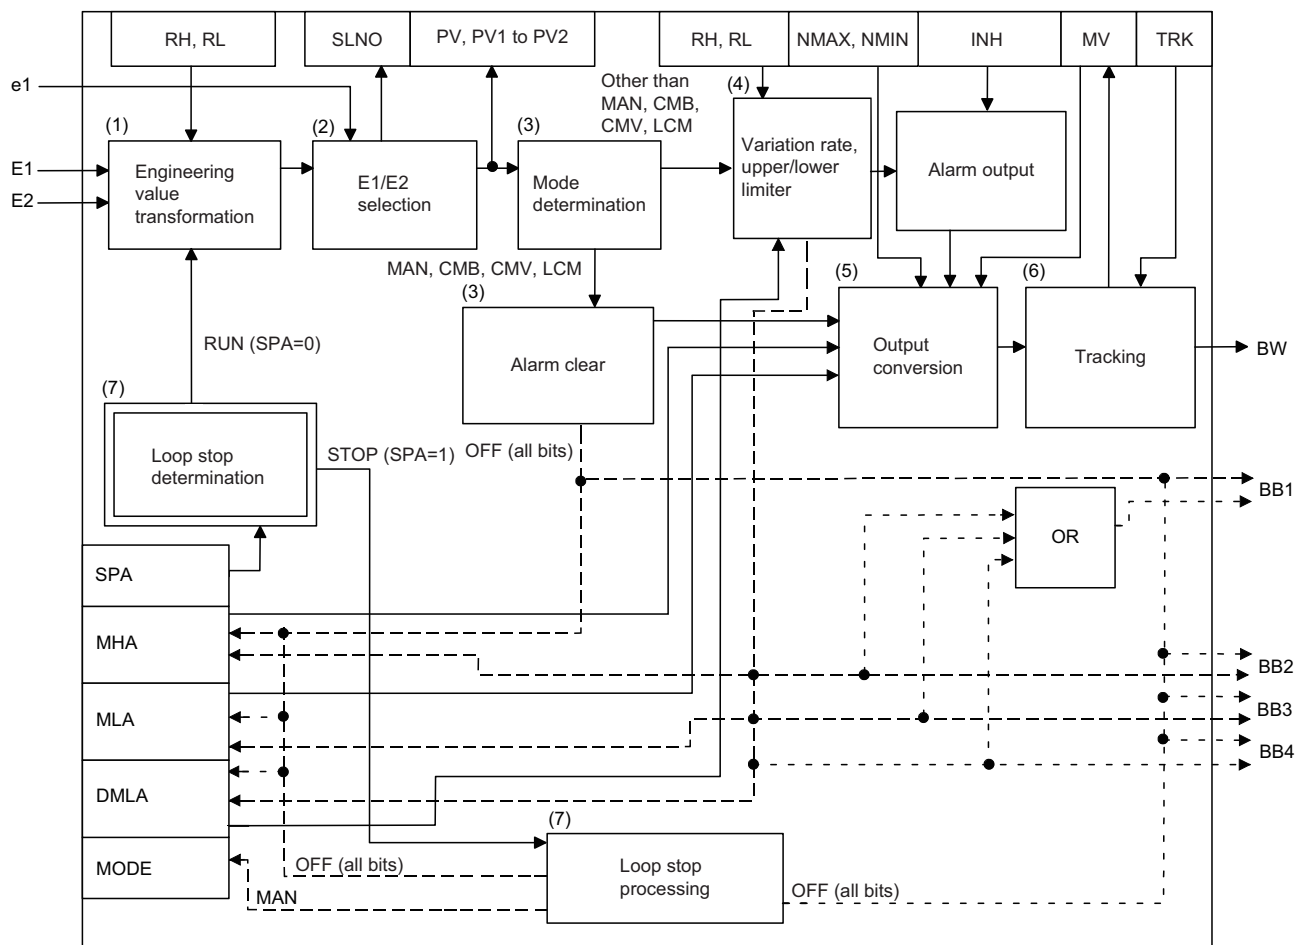 RH, RL
SLNO
PV, PV1 to PV2
RH, RL
NMAX, NMIN
INH
MV
TRK
e1
Other than
MAN, CMB,
CMV, LCM
(4)
(1)
(2)
(3)
E1
E2
Engineering
value
transformation
E1/E2
selection
Mode
determination
Variation rate,
upper/lower
limiter
Alarm output
MAN, CMB, CMV, LCM
(3)
(5)
(6)
RUN (SPA=0)
Alarm clear
Output
conversion
Tracking
BW
(7)
Loop stop
determination
STOP (SPA=1)
OFF (all bits)
BB1
OR
SPA
MHA
BB2
MLA
BB3
BB4
DMLA
(7)
MODE
OFF (all bits)
MAN
Loop stop
processing
OFF (all bits)